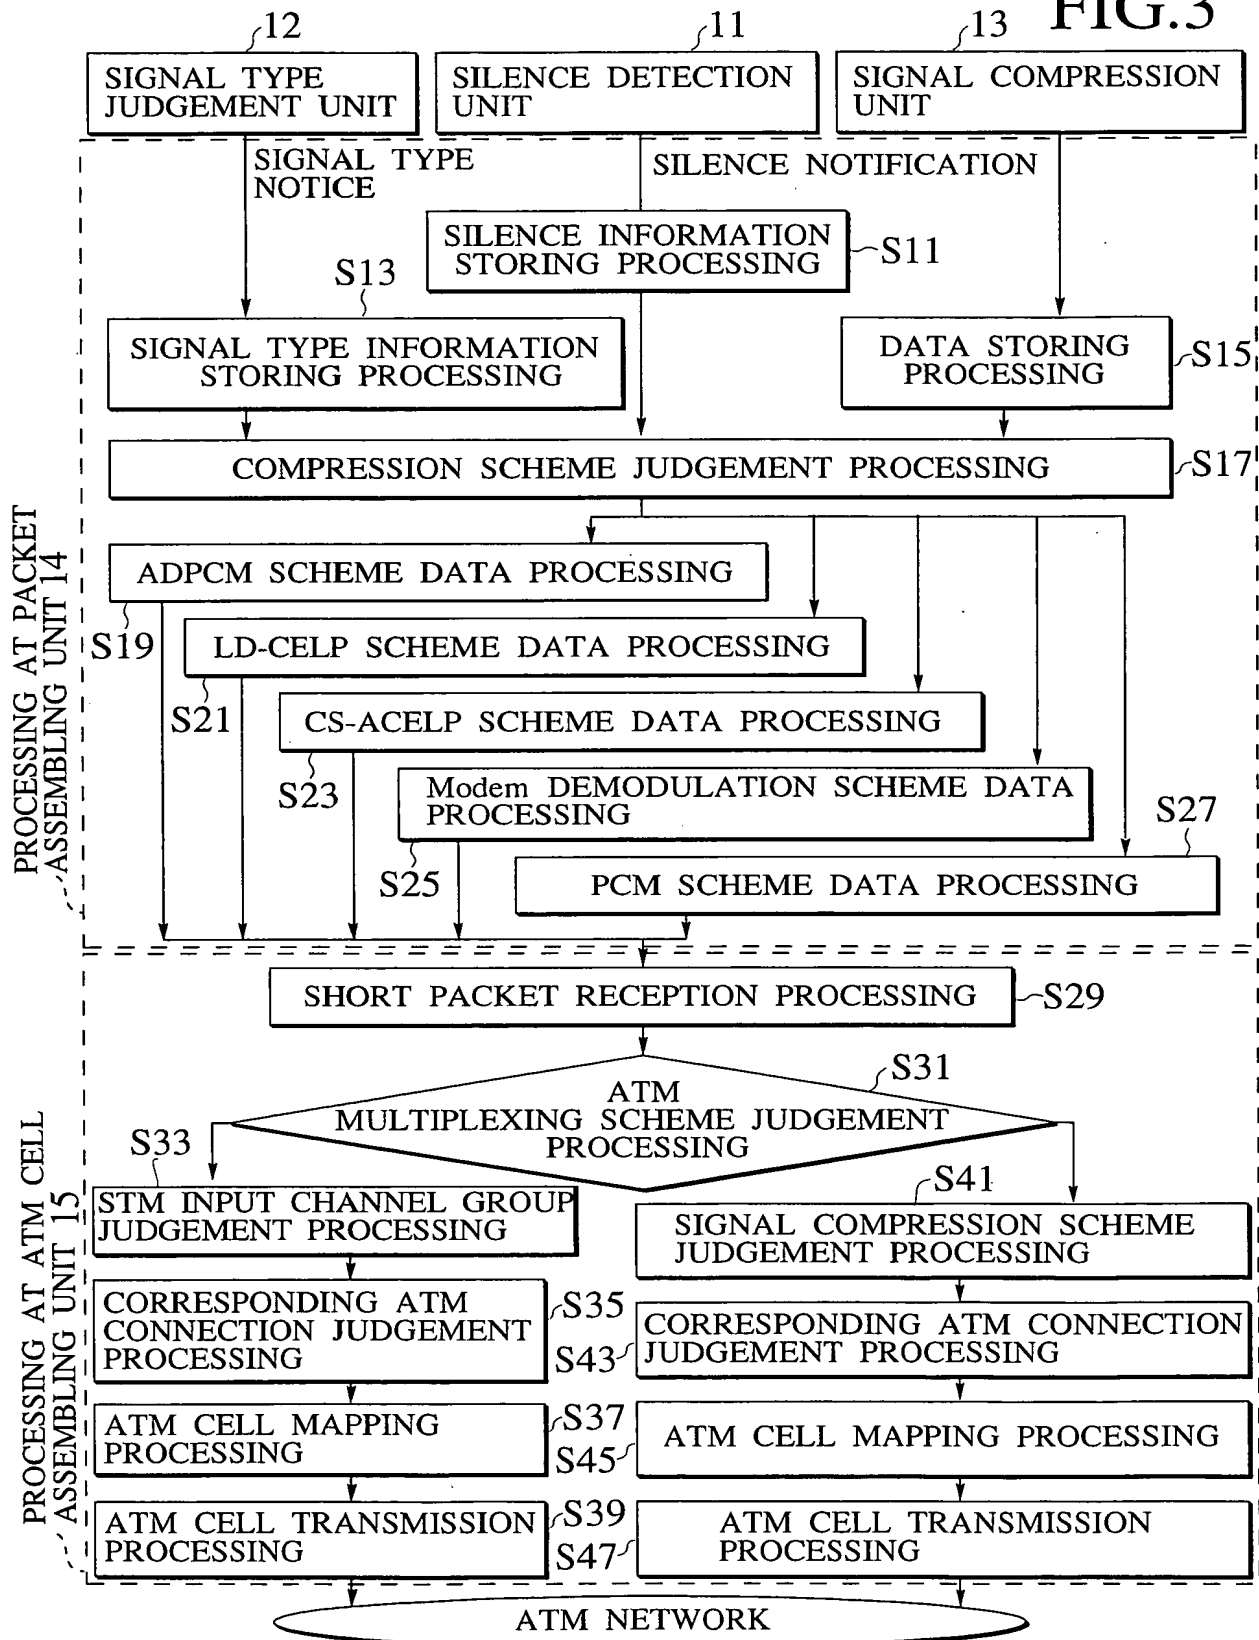 FIG.3
12
11
13
SIGNAL TYPE
JUDGEMENT UNIT
SILENCE DETECTION
UNIT
SIGNAL COMPRESSION
UNIT
SIGNAL TYPE
NOTICE
SILENCE NOTIFICATION
SILENCE INFORMATION
STORING PROCESSING
S11
S13
SIGNAL TYPE INFORMATION
STORING PROCESSING
DATA STORING
PROCESSING
S15
COMPRESSION SCHEME JUDGEMENT PROCESSING
S17
PROCESSING AT PACKET
ASSEMBLING UNIT 14
ADPCM SCHEME DATA PROCESSING
S19
LD-CELP SCHEME DATA PROCESSING
S21
CS-ACELP SCHEME DATA PROCESSING
S23
Modem DEMODULATION SCHEME DATA
PROCESSING
S25
S27
PCM SCHEME DATA PROCESSING
SHORT PACKET RECEPTION PROCESSING
S29
S31
ATM
MULTIPLEXING SCHEME JUDGEMENT
PROCESSING
PROCESSING AT ATM CELL
ASSEMBLING UNIT 15
S33
STM INPUT CHANNEL GROUP
JUDGEMENT PROCESSING
S41
SIGNAL COMPRESSION SCHEME
JUDGEMENT PROCESSING
CORRESPONDING ATM
CONNECTION JUDGEMENT
PROCESSING
S35
S43
CORRESPONDING ATM CONNECTION
JUDGEMENT PROCESSING
ATM CELL MAPPING
PROCESSING
S37
S45
ATM CELL MAPPING PROCESSING
ATM CELL TRANSMISSION
PROCESSING
S39
S47
ATM CELL TRANSMISSION
PROCESSING
ATM NETWORK